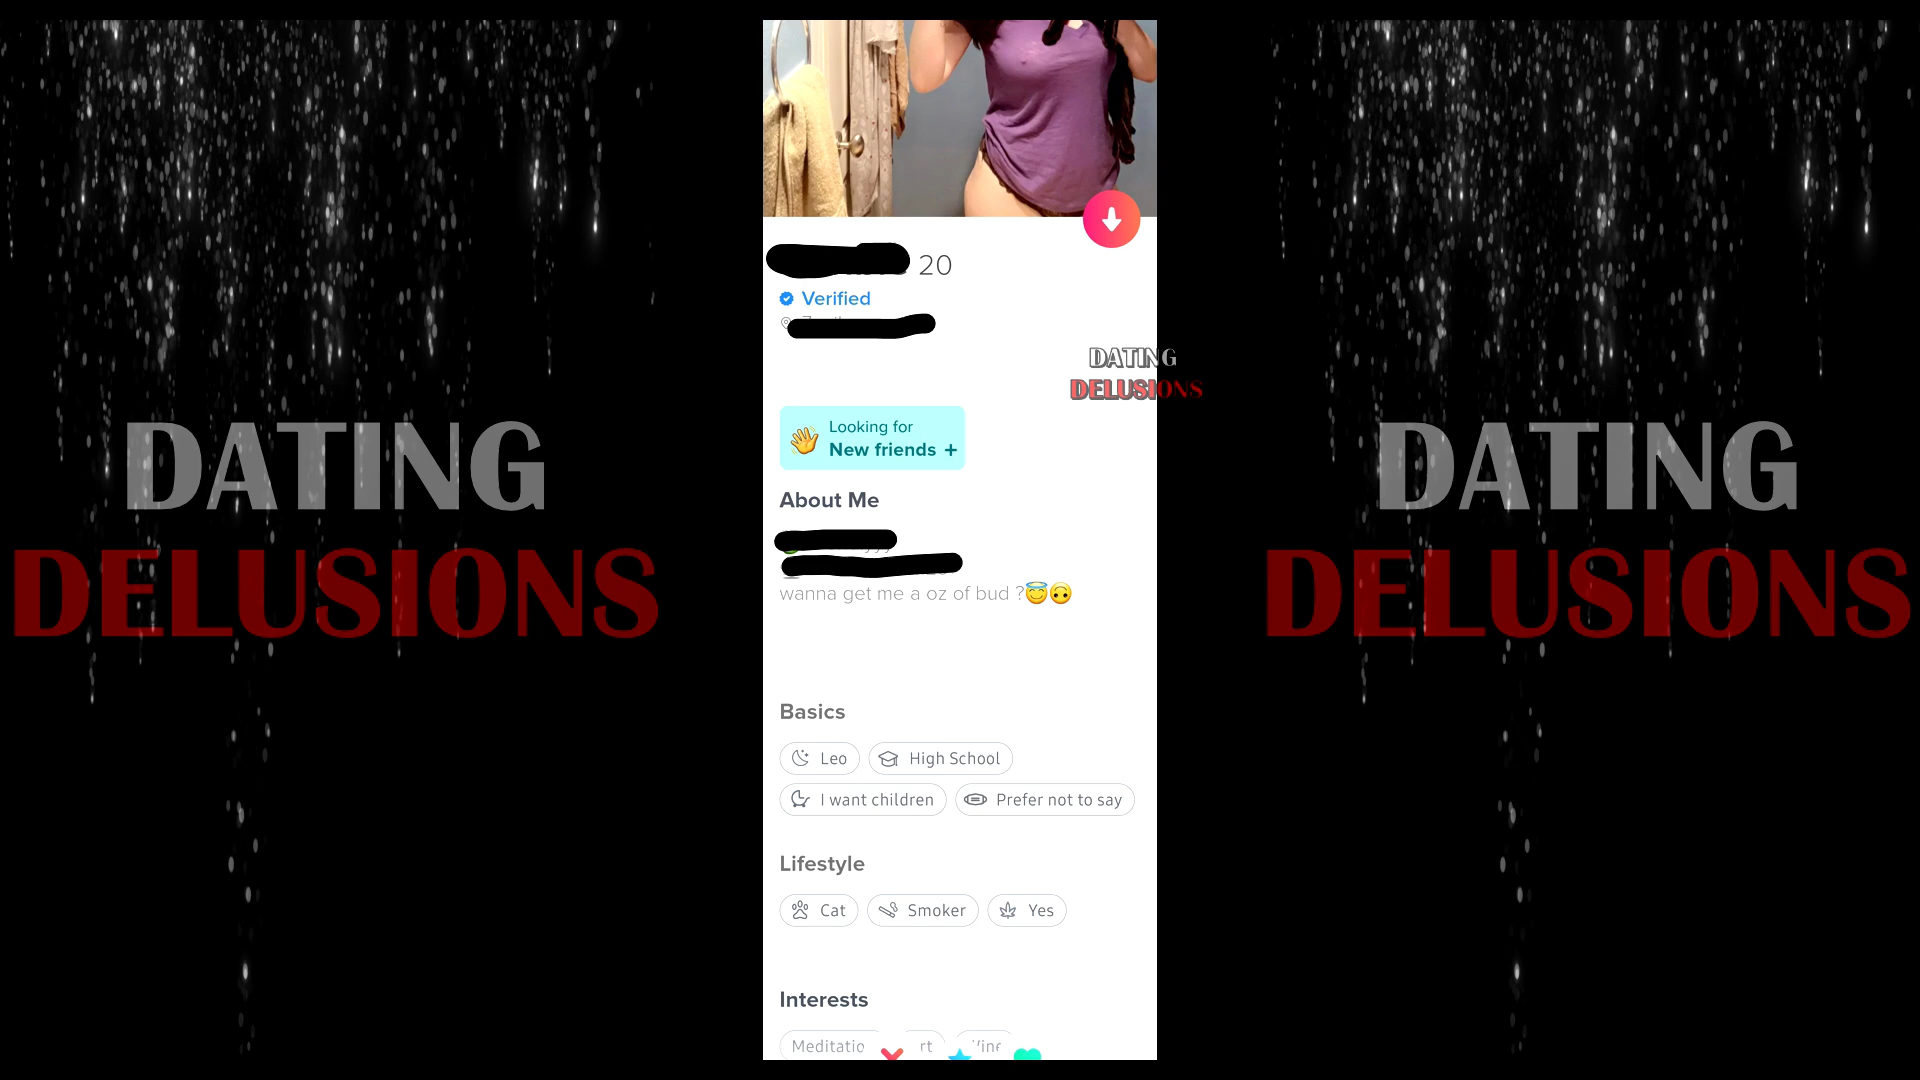 20
Verified
DATING
DELUSIONS
Looking for
New friends +
DATING
DELUSIONS
DATING
DELUSIONS
About Me
wanna get me a oz of bud ?😇🙃
Basics
Leo
High School
I want children
Prefer not to say
Lifestyle
Cat
Smoker
Yes
Interests